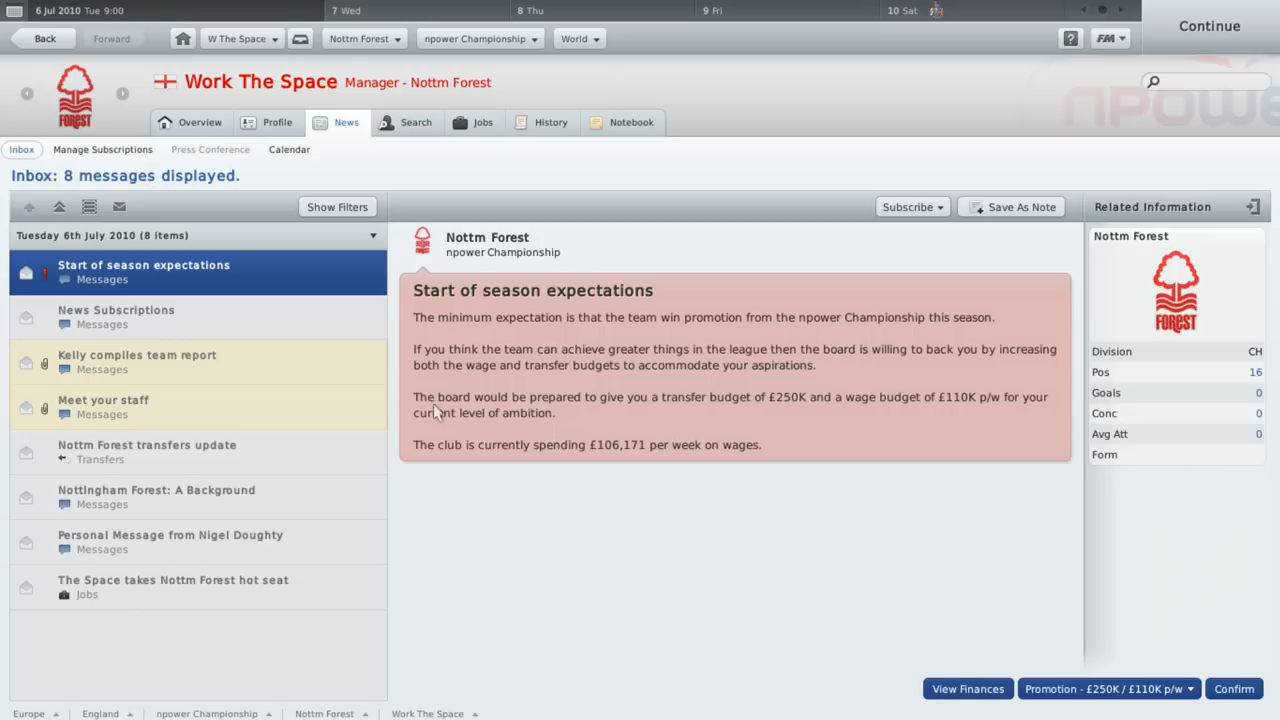 6 Jul 2010 Tue 9:00
7 Wed
8 Thu
9 Fri
10 Sat
Continue
Back
Forward
W The Space
Nottm Forest
npower Championship
World
?
FM
FOREST
Work The Space Manager - Nottm Forest
NPOWE
Overview
Profile
News
Search
Jobs
History
Notebook
Inbox
Manage Subscriptions
Press Conference
Calendar
Inbox: 8 messages displayed.
Show Filters
Subscribe
Save As Note
Related Information
Tuesday 6th July 2010 (8 items)
Start of season expectations
Messages
News Subscriptions
Messages
Kelly compiles team report
Messages
Meet your staff
Messages
Nottm Forest transfers update
Transfers
Nottingham Forest: A Background
Messages
Personal Message from Nigel Doughty
Messages
The Space takes Nottm Forest hot seat
Jobs
Nottm Forest
npower Championship
Start of season expectations
The minimum expectation is that the team win promotion from the npower Championship this season.
If you think the team can achieve greater things in the league then the board is willing to back you by increasing
both the wage and transfer budgets to accommodate your aspirations.
The board would be prepared to give you a transfer budget of £250K and a wage budget of £110K p/w for your
current level of ambition.
The club is currently spending £106,171 per week on wages.
Nottm Forest
FOREST
Division CH
Pos 16
Goals 0
Conc 0
Avg Att 0
Form
View Finances
Promotion - £250K / £110K p/w
Confirm
Europe
England
npower Championship
Nottm Forest
Work The Space